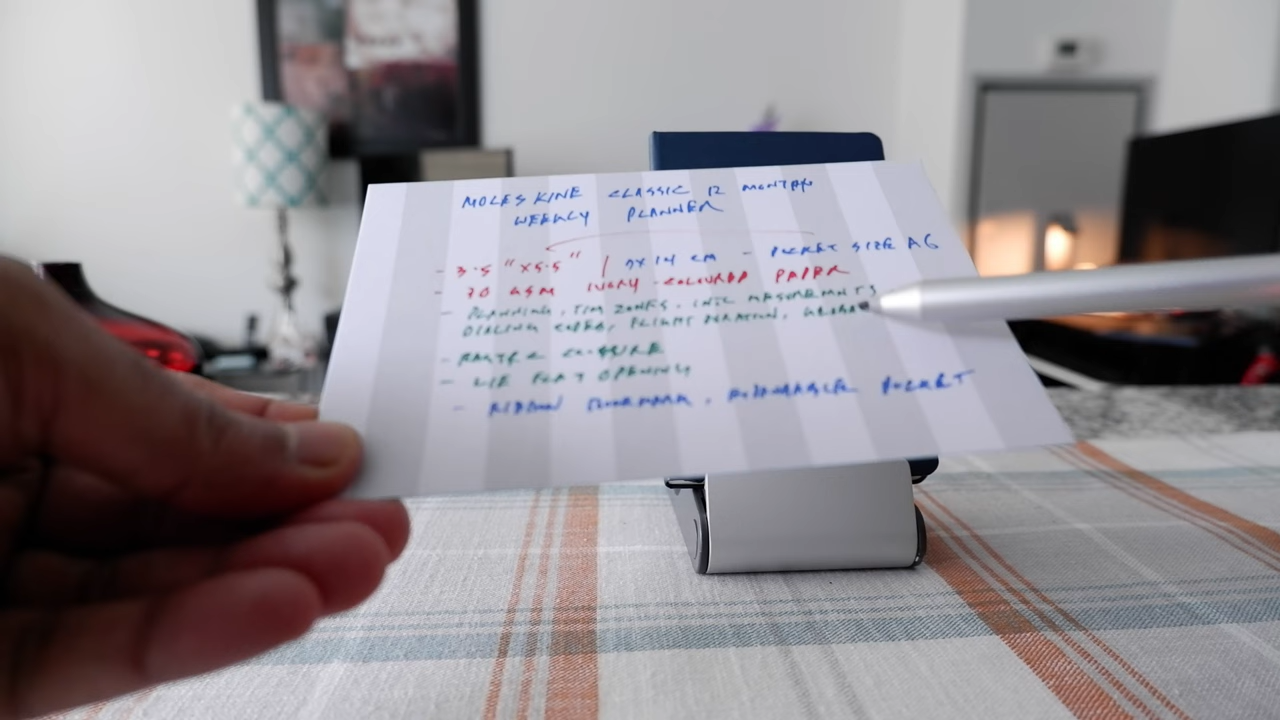 MOLESKINE CLASSIC 12 MONTHS
WEEKLY PLANNER
- 3.5 "x5.5" / 9x14 CM - POCKET SIZE A6
- 70 GSM IVORY-COLOURED PAPER
- PLANNING, TIME ZONES, INTL MEASUREMENTS
DIALING CODES, FLIGHT DURATION,
- ELASTIC CLOSURE
- LIE FLAT OPENING
- RIBBON BOOKMARK, EXPANDABLE POCKET